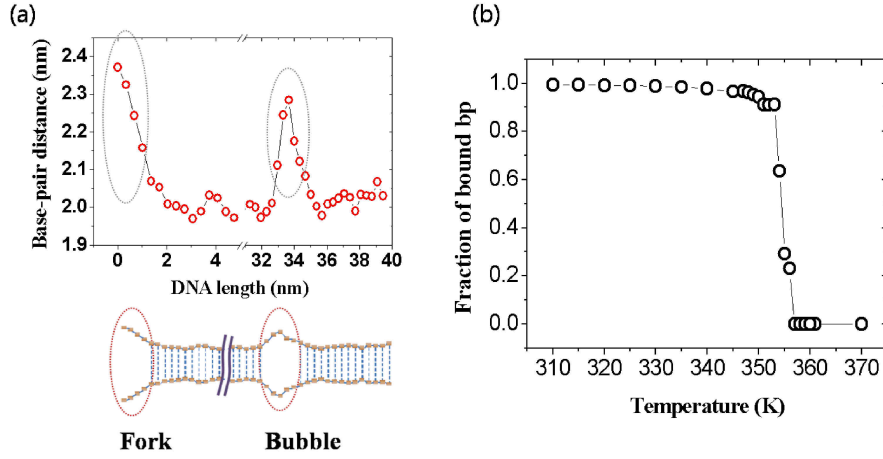 (a)
2.4
2.3
2.2
2.1
2.0
1.9
Base-pair distance (nm)
0 2 4 32 34 36 38 40
DNA length (nm)
Fork Bubble
(b)
1.0
0.8
0.6
0.4
0.2
0.0
Fraction of bound bp
310 320 330 340 350 360 370
Temperature (K)